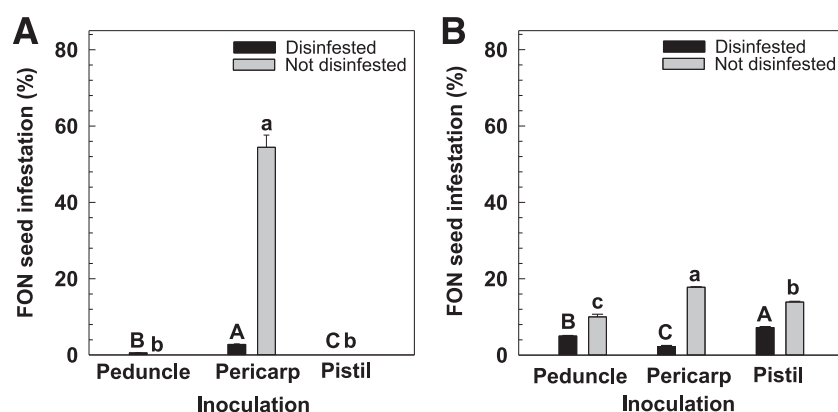 A
FON seed infestation (%)
80
60
40
20
0
Disinfested
Not disinfested
B b
A
a
C b
Peduncle Pericarp Pistil
Inoculation
B
FON seed infestation (%)
80
60
40
20
0
Disinfested
Not disinfested
B
c
C
a
A
b
Peduncle Pericarp Pistil
Inoculation